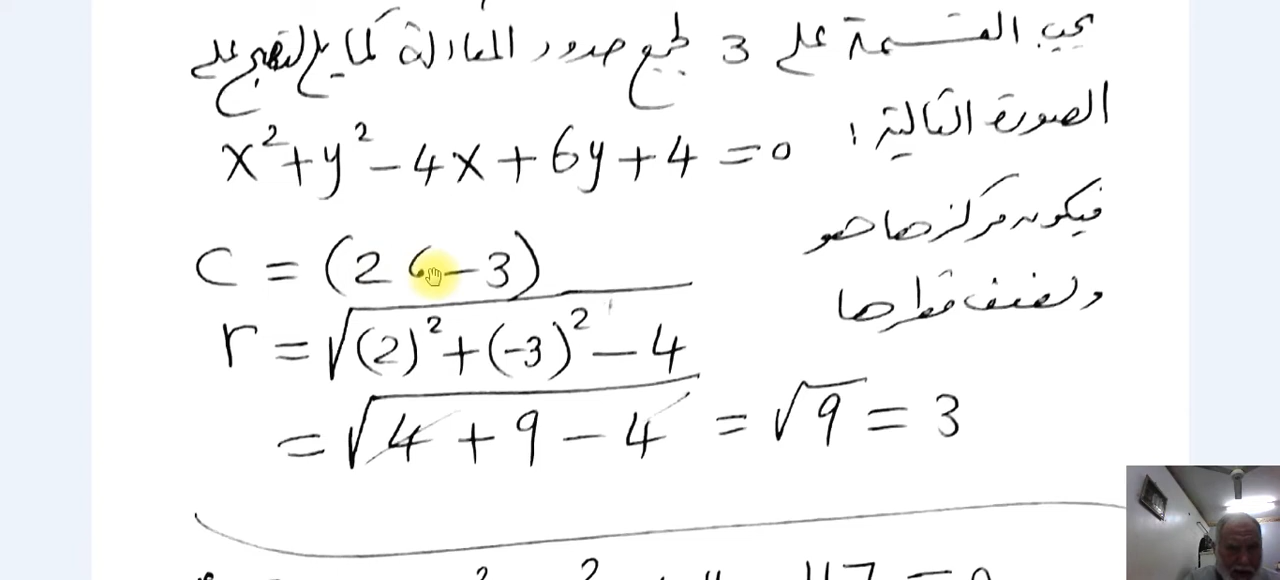 يجب القسمة على 3 لجميع حدود المعادلة كما يلي لتصبح على
الصورة التالية:
x² + y² - 4x + 6y + 4 = 0
فيكون مركزها هو
C = (2 , -3)
ونصف قطرها
r = √((2)² + (-3)² - 4)
= √(4 + 9 - 4) = √9 = 3